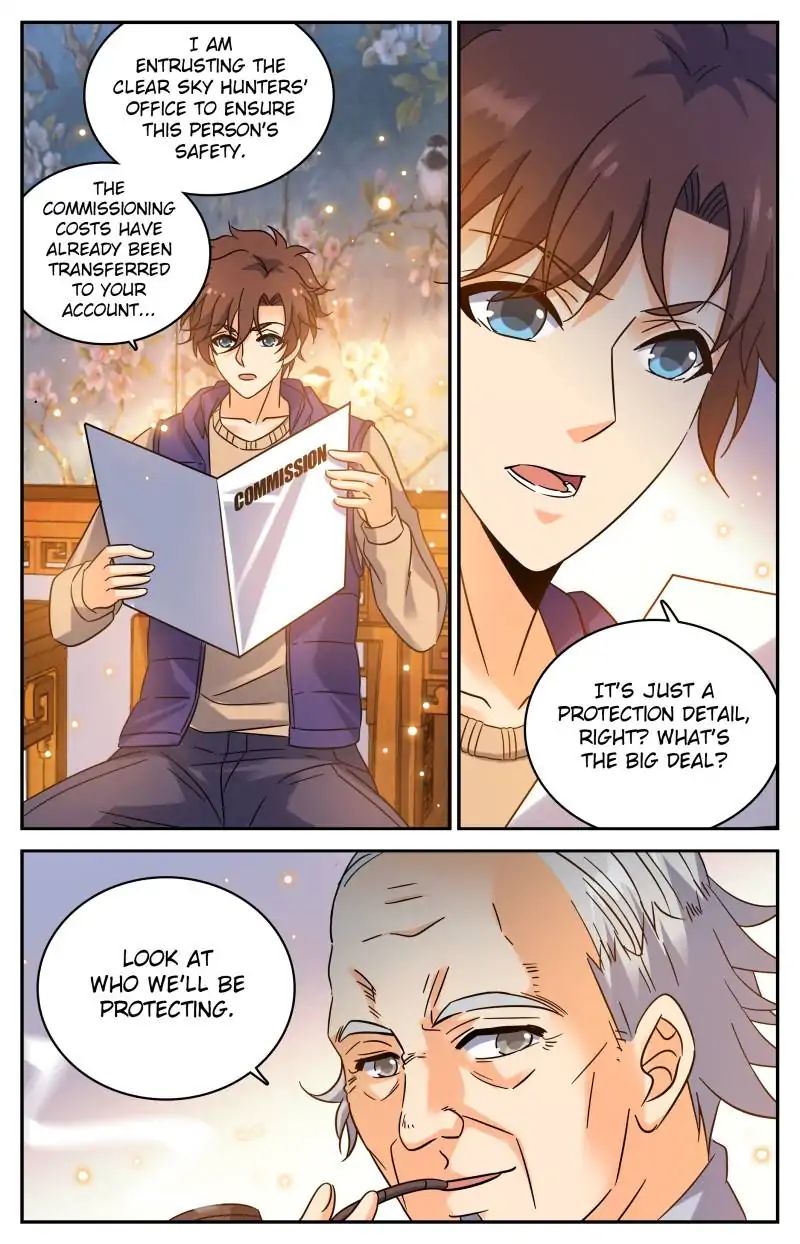 I AM
ENTRUSTING THE
CLEAR SKY HUNTERS'
OFFICE TO ENSURE
THIS PERSON'S
SAFETY.
THE
COMMISSIONING
COSTS HAVE
ALREADY BEEN
TRANSFERRED
TO YOUR
ACCOUNT...
COMMISSION
IT'S JUST A
PROTECTION DETAIL,
RIGHT? WHAT'S
THE BIG DEAL?
LOOK AT
WHO WE'LL BE
PROTECTING.